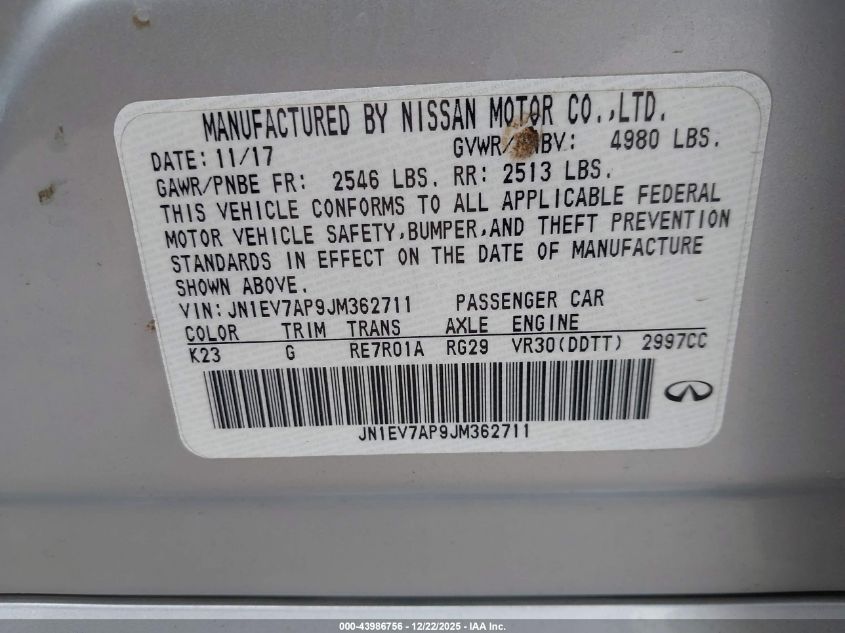 MANUFACTURED BY NISSAN MOTOR CO.,LTD.
DATE: 11/17 GVWR/ BV: 4980 LBS.
GAWR/PNBE FR: 2546 LBS. RR: 2513 LBS.
THIS VEHICLE CONFORMS TO ALL APPLICABLE FEDERAL
MOTOR VEHICLE SAFETY,BUMPER,AND THEFT PREVENTION
STANDARDS IN EFFECT ON THE DATE OF MANUFACTURE
SHOWN ABOVE.
VIN: JN1EV7AP9JM362711 PASSENGER CAR
COLOR TRIM TRANS AXLE ENGINE
K23 G RE7R01A RG29 VR30(DDTT) 2997CC
JN1EV7AP9JM362711
000-43986756 - 12/22/2025 - IAA Inc.